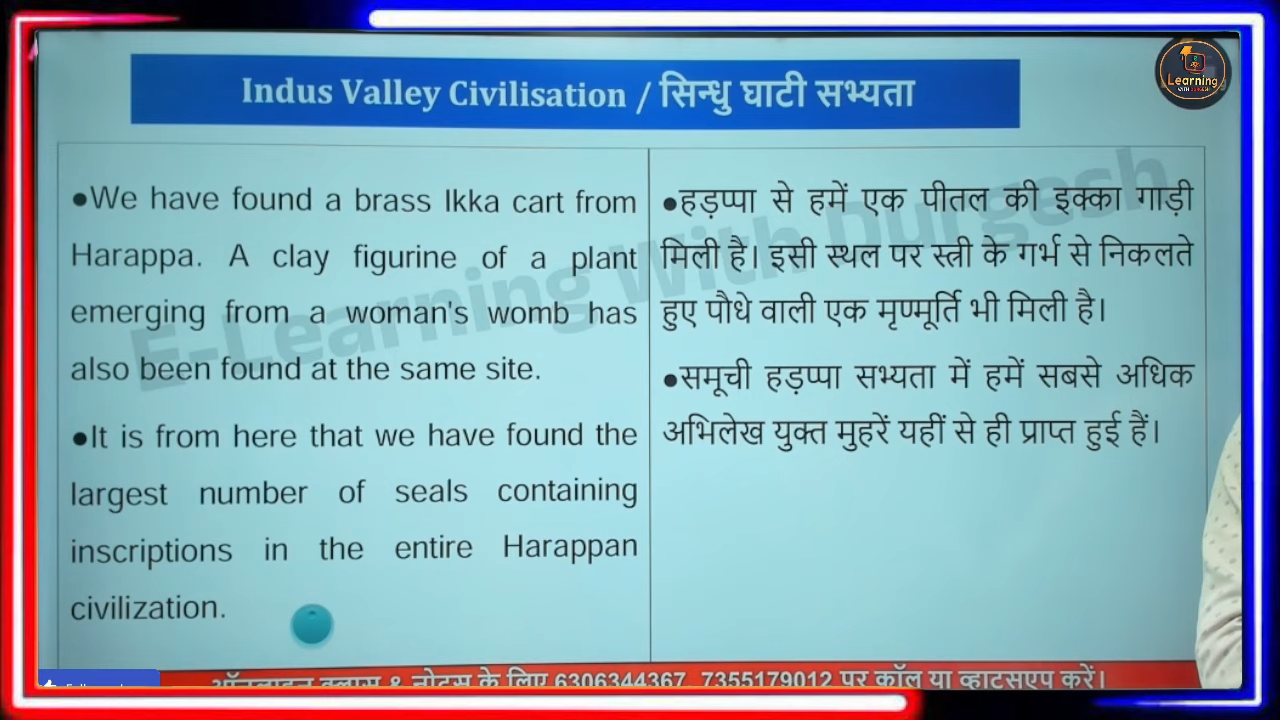 Indus Valley Civilisation / सिन्धु घाटी सभ्यता
Learning
E-Learning With Durgesh
●We have found a brass Ikka cart from
Harappa. A clay figurine of a plant
emerging from a woman's womb has
also been found at the same site.
●It is from here that we have found the
largest number of seals containing
inscriptions in the entire Harappan
civilization.
●हड़प्पा से हमें एक पीतल की इक्का गाड़ी
मिली है। इसी स्थल पर स्त्री के गर्भ से निकलते
हुए पौधे वाली एक मृण्मूर्ति भी मिली है।
●समूची हड़प्पा सभ्यता में हमें सबसे अधिक
अभिलेख युक्त मुहरें यहीं से ही प्राप्त हुई हैं।
ऑनलाइन क्लास & नोट्स के लिए 6306344367, 7355179012 पर कॉल या व्हाटसएप करें।